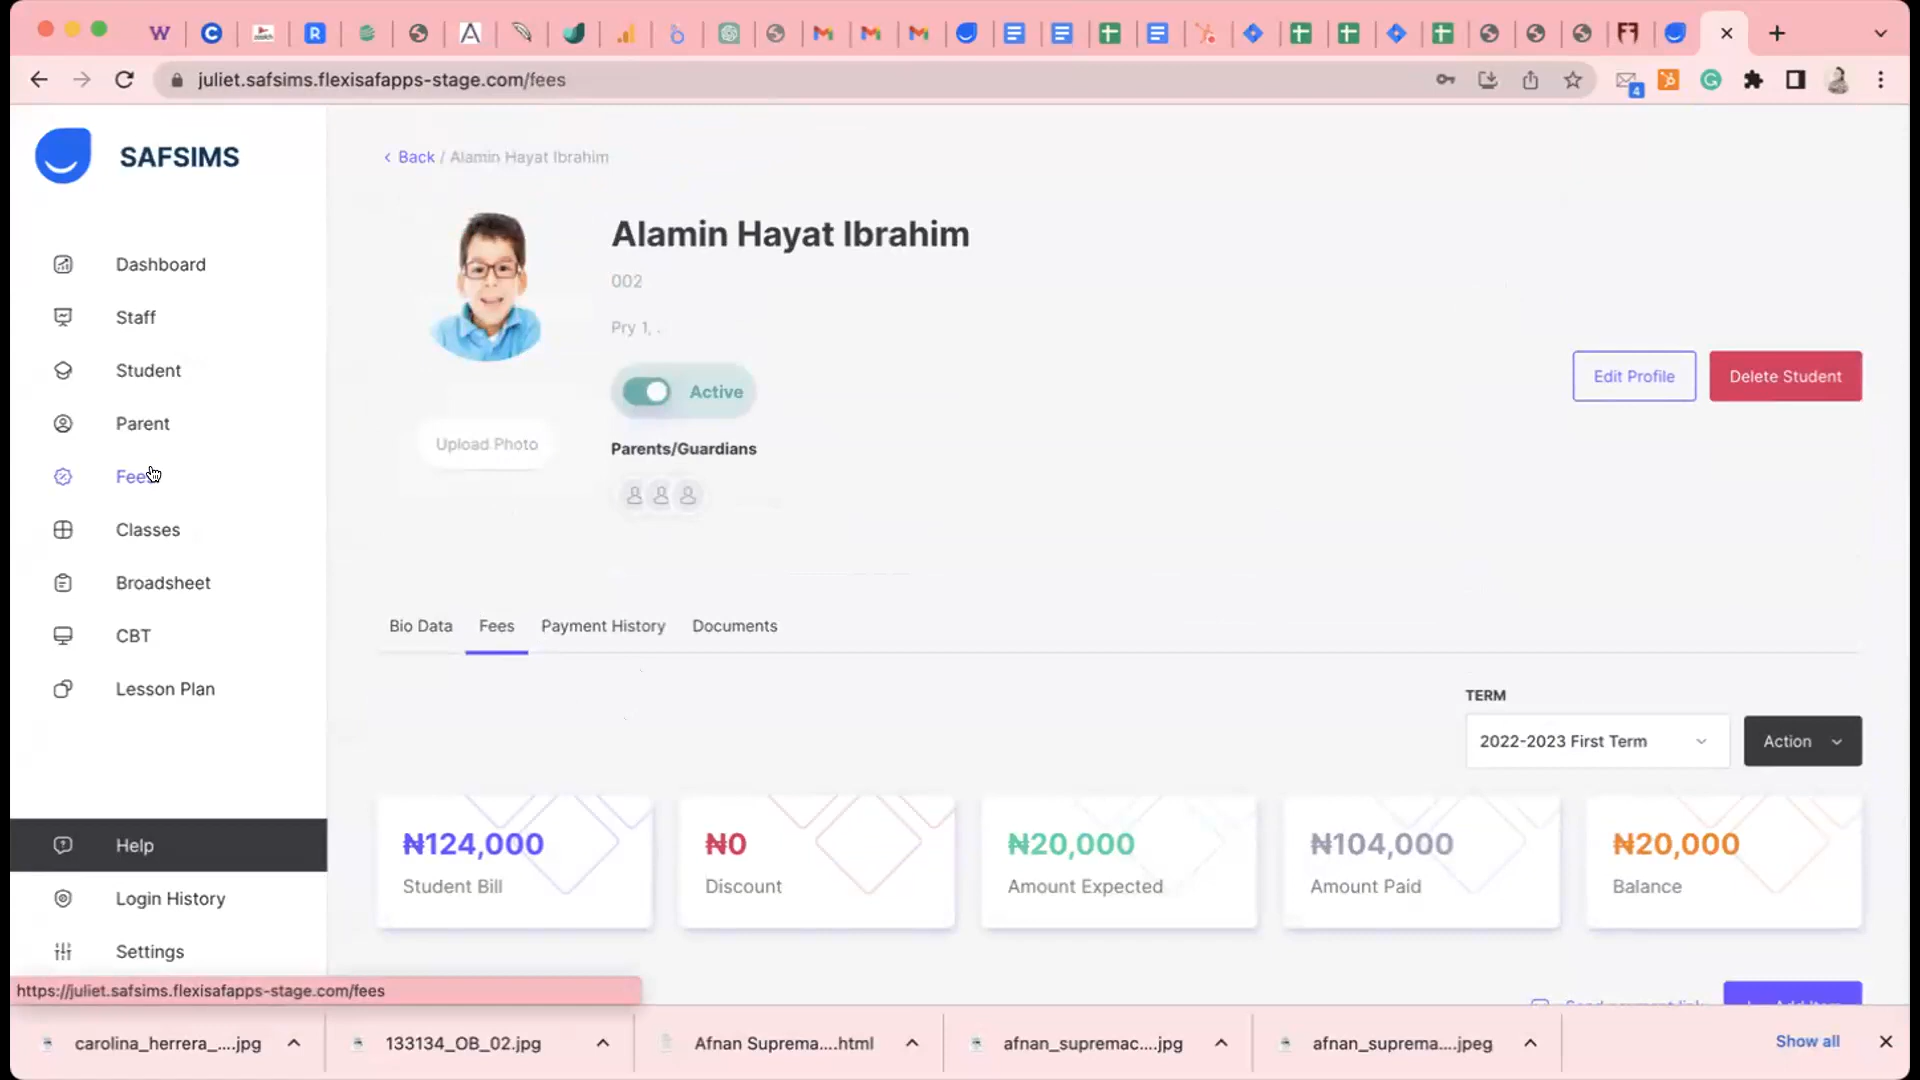 juliet.safsims.flexisafapps-stage.com/fees
4
SAFSIMS
Dashboard
Staff
Student
Parent
Fees
Classes
Broadsheet
CBT
Lesson Plan
Help
Login History
Settings
Back / Alamin Hayat Ibrahim
Alamin Hayat Ibrahim
002
Pry 1, .
Active
Upload Photo
Parents/Guardians
Edit Profile
Delete Student
Bio Data
Fees
Payment History
Documents
TERM
2022-2023 First Term
Action
₦124,000
Student Bill
₦0
Discount
₦20,000
Amount Expected
₦104,000
Amount Paid
₦20,000
Balance
https://juliet.safsims.flexisafapps-stage.com/fees
carolina_herrera_....jpg
133134_OB_02.jpg
Afnan Suprema....html
afnan_supremac....jpg
afnan_suprema....jpeg
Show all